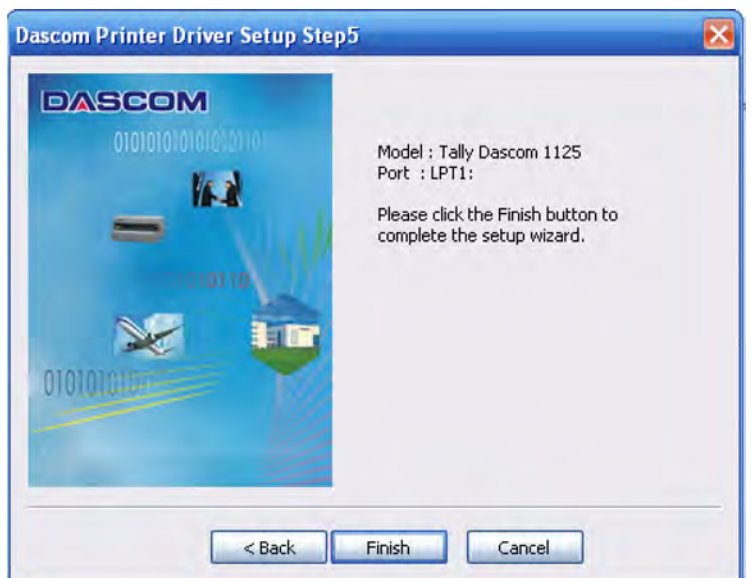 Dascom Printer Driver Setup Step5
DASCOM
Model : Tally Dascom 1125
Port : LPT1:
Please click the Finish button to
complete the setup wizard.
< Back
Finish
Cancel